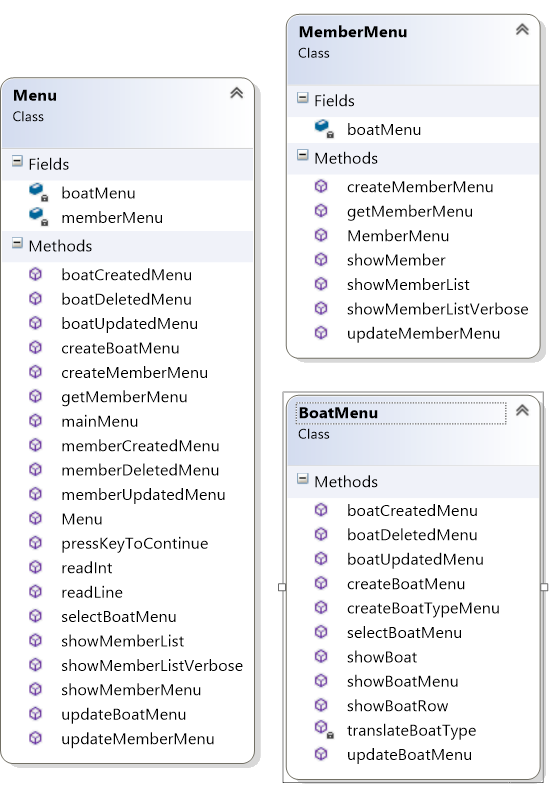 Menu
Class
Fields
boatMenu
memberMenu
Methods
boatCreatedMenu
boatDeletedMenu
boatUpdatedMenu
createBoatMenu
createMemberMenu
getMemberMenu
mainMenu
memberCreatedMenu
memberDeletedMenu
memberUpdatedMenu
Menu
pressKeyToContinue
readInt
readLine
selectBoatMenu
showMemberList
showMemberListVerbose
showMemberMenu
updateBoatMenu
updateMemberMenu
MemberMenu
Class
Fields
boatMenu
Methods
createMemberMenu
getMemberMenu
MemberMenu
showMember
showMemberList
showMemberListVerbose
updateMemberMenu
BoatMenu
Class
Methods
boatCreatedMenu
boatDeletedMenu
boatUpdatedMenu
createBoatMenu
createBoatTypeMenu
selectBoatMenu
showBoat
showBoatMenu
showBoatRow
translateBoatType
updateBoatMenu